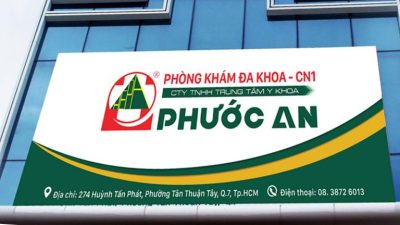 PHÒNG KHÁM ĐA KHOA - CN1
CTY TNHH TRUNG TÂM Y KHOA
PHƯỚC AN
®
Địa chỉ: 274 Huỳnh Tấn Phát, Phường Tân Thuận Tây, Q.7, Tp.HCM
Điện thoại: 08. 3872 6013